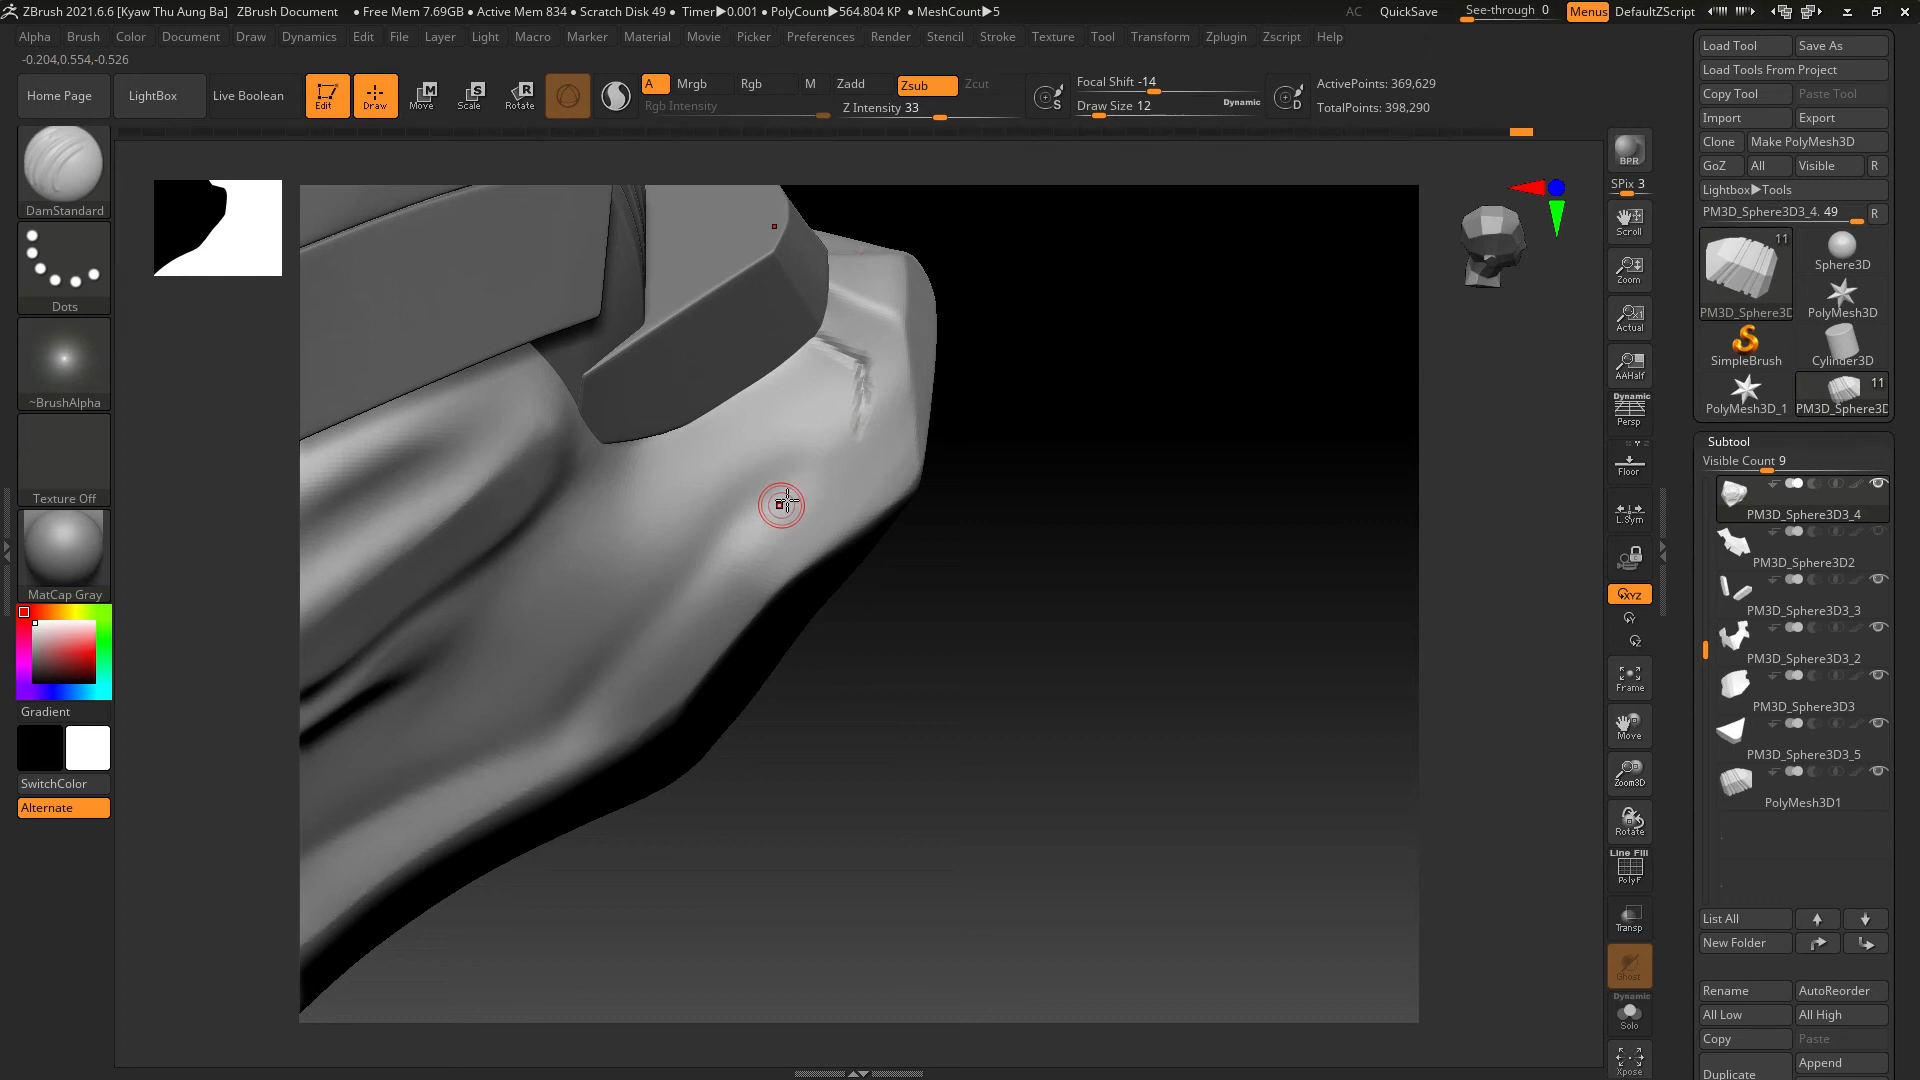 ZBrush 2021.6.6 [Kyaw Thu Aung Ba] ZBrush Document ● Free Mem 7.69GB ● Active Mem 834 ● Scratch Disk 49 ● Timer▶0.001 ● PolyCount▶564.804 KP ● MeshCount▶5 AC QuickSave See-through 0 Menus DefaultZScript
Alpha Brush Color Document Draw Dynamics Edit File Layer Light Macro Marker Material Movie Picker Preferences Render Stencil Stroke Texture Tool Transform Zplugin Zscript Help
-0.204,0.554,-0.526
Home Page LightBox Live Boolean Edit Draw Move Scale Rotate
A Mrgb Rgb M Zadd Zsub Zcut
Rgb Intensity Z Intensity 33
Focal Shift -14
Draw Size 12 Dynamic
S D
ActivePoints: 369,629
TotalPoints: 398,290
DamStandard
Dots
~BrushAlpha
Texture Off
MatCap Gray
Gradient
SwitchColor
Alternate
BPR
SPix 3
Scroll
Zoom
Actual
AAHalf
Dynamic
Persp
Floor
L.Sym
XYZ
Y
Z
Frame
Move
Zoom3D
Rotate
Line Fill
PolyF
Transp
Ghost
Dynamic
Solo
Xpose
Load Tool Save As
Load Tools From Project
Copy Tool Paste Tool
Import Export
Clone Make PolyMesh3D
GoZ All Visible R
Lightbox▶Tools
PM3D_Sphere3D3_4. 49 R
11
PM3D_Sphere3D Sphere3D
PolyMesh3D
SimpleBrush Cylinder3D
11
PolyMesh3D_1 PM3D_Sphere3D
Subtool
Visible Count 9
PM3D_Sphere3D3_4
PM3D_Sphere3D2
PM3D_Sphere3D3_3
PM3D_Sphere3D3_2
PM3D_Sphere3D3
PM3D_Sphere3D3_5
PolyMesh3D1
List All
New Folder
Rename AutoReorder
All Low All High
Copy Paste
Duplicate Append